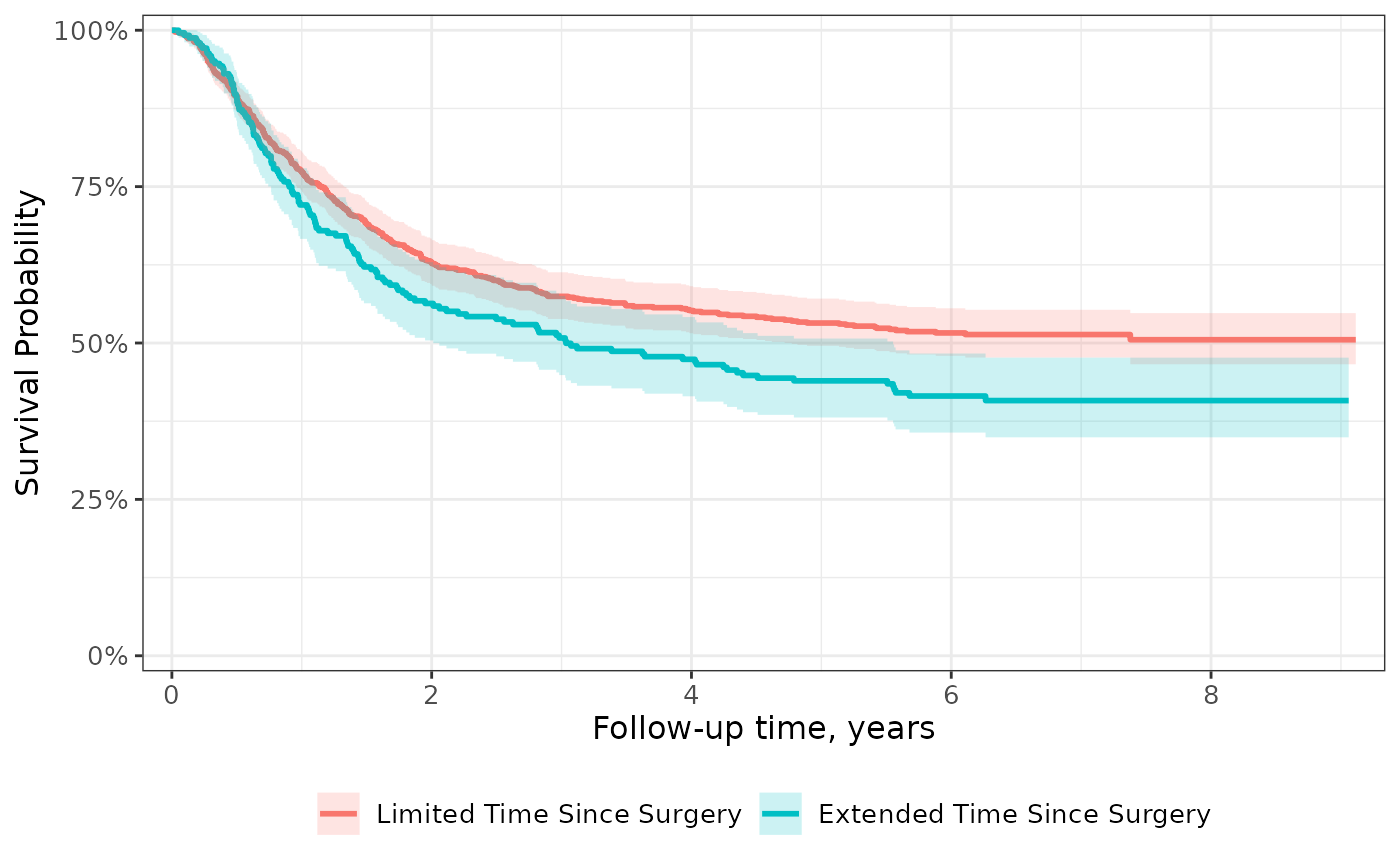 100%
75%
50%
25%
0%
Survival Probability
0 2 4 6 8
Follow-up time, years
Limited Time Since Surgery Extended Time Since Surgery